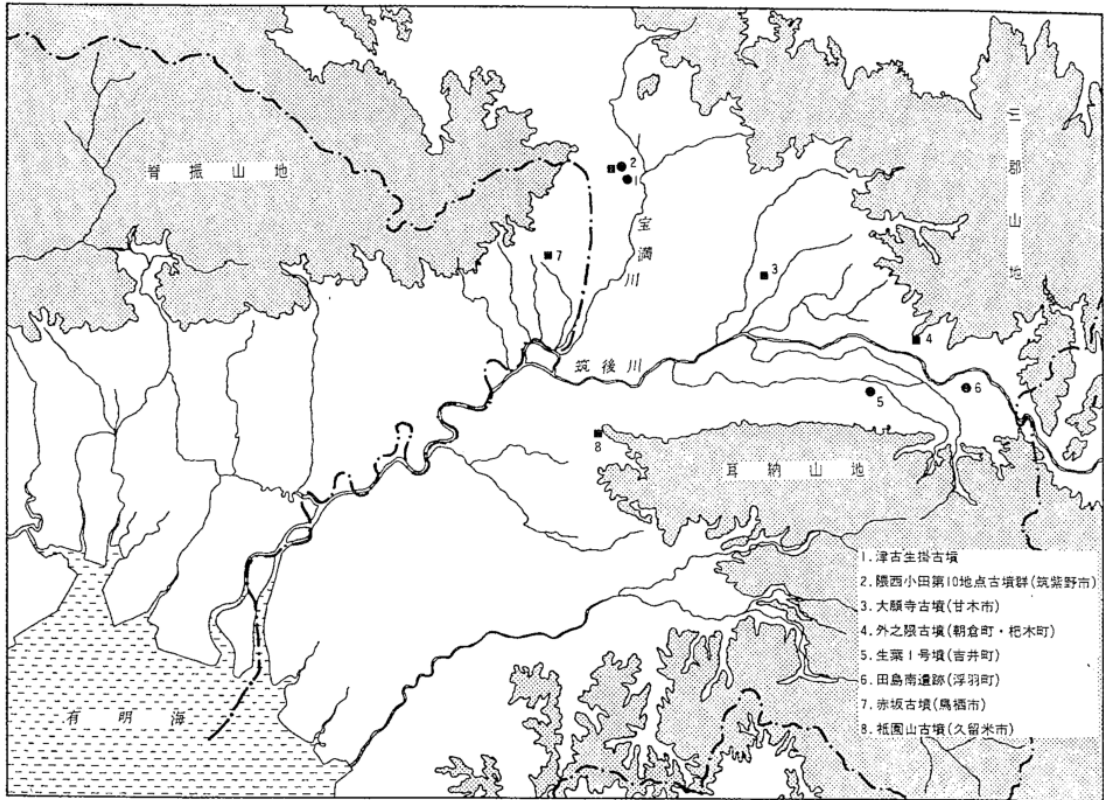 脊振山地
三郡山地
宝満川
筑後川
耳納山地
有明海
2
1
7
3
4
6
5
8
1. 津古生掛古墳
2. 隈西小田第10地点古墳群(筑紫野市)
3. 大願寺古墳(甘木市)
4. 外之隈古墳(朝倉町・杷木町)
5. 生葉1号墳(吉井町)
6. 田島南遺跡(浮羽町)
7. 赤坂古墳(鳥栖市)
8. 祇園山古墳(久留米市)